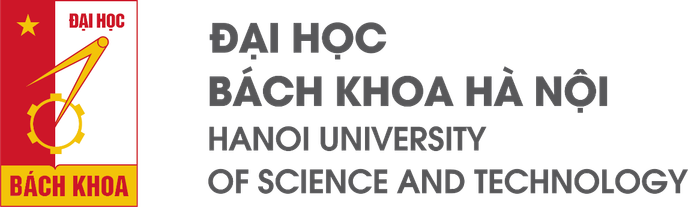 ĐẠI HỌC
BÁCH KHOA
ĐẠI HỌC
BÁCH KHOA HÀ NỘI
HANOI UNIVERSITY
OF SCIENCE AND TECHNOLOGY